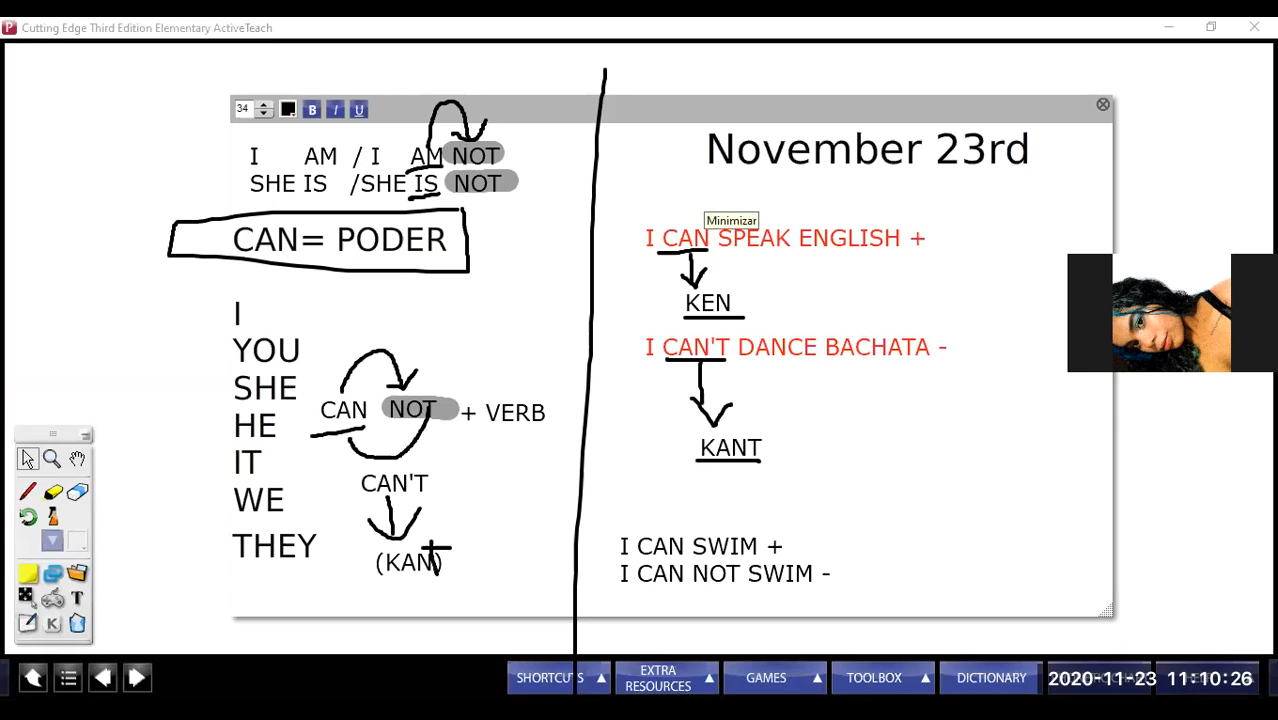 Cutting Edge Third Edition Elementary ActiveTeach
34 B I U
I AM / I AM NOT
SHE IS /SHE IS NOT
CAN= PODER
I
YOU
SHE
HE
IT
WE
THEY
CAN NOT + VERB
CAN'T
(KANT)
November 23rd
Minimizar
I CAN SPEAK ENGLISH +
KEN
I CAN'T DANCE BACHATA -
KANT
I CAN SWIM +
I CAN NOT SWIM -
T
K
SHORTCUTS
EXTRA
RESOURCES
GAMES
TOOLBOX
DICTIONARY
2020-11-23 11:10:26